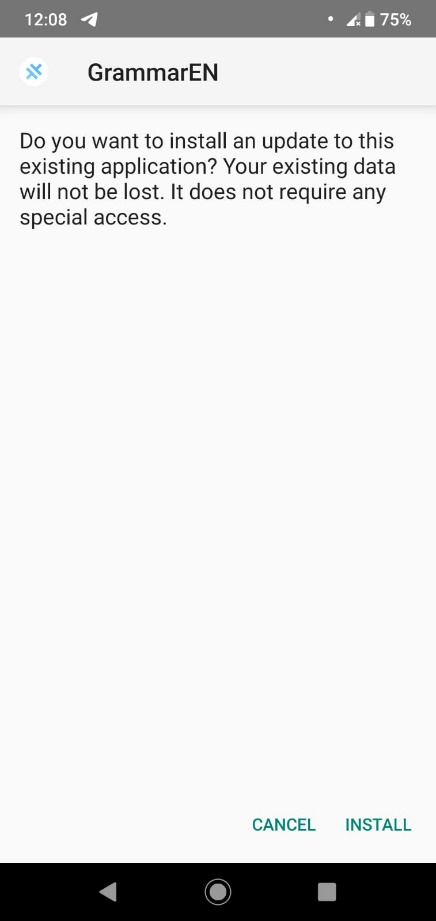 12:08
75%
GrammarEN
Do you want to install an update to this
existing application? Your existing data
will not be lost. It does not require any
special access.
CANCEL INSTALL